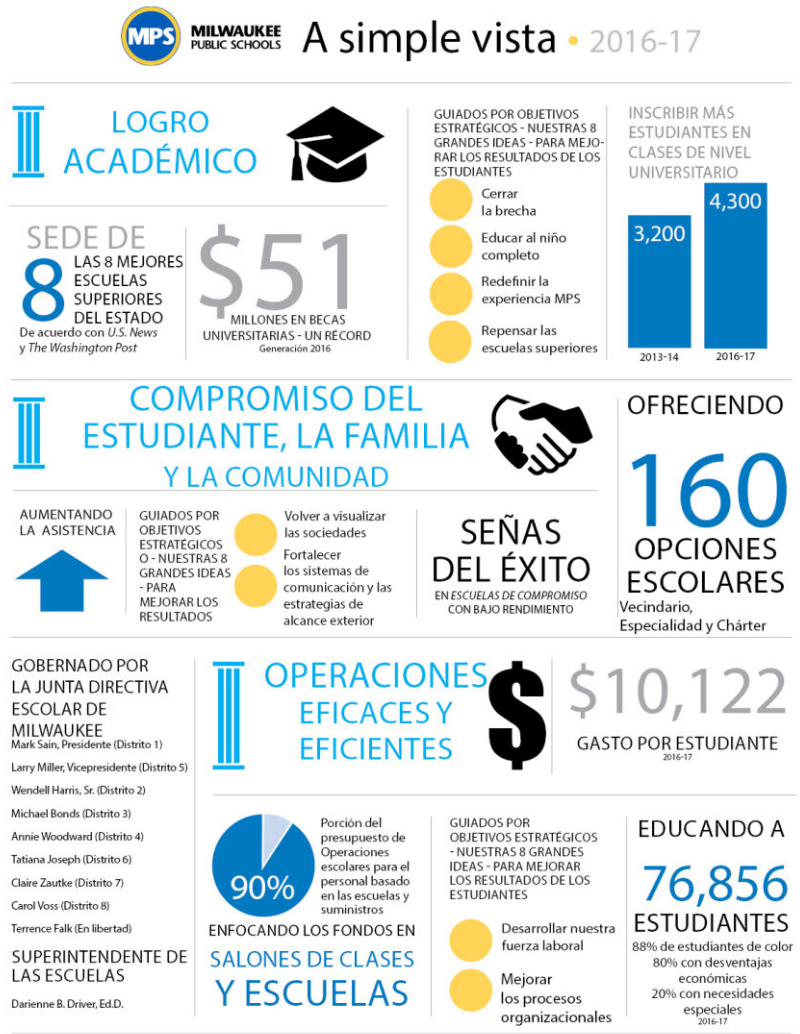 MPS
MILWAUKEE
PUBLIC SCHOOLS
A simple vista • 2016-17
LOGRO
ACADÉMICO
SEDE DE
8
LAS 8 MEJORES
ESCUELAS
SUPERIORES
DEL ESTADO
De acuerdo con U.S. News
y The Washington Post
$51
MILLONES EN BECAS
UNIVERSITARIAS - UN RÉCORD
Generación 2016
GUIADOS POR OBJETIVOS
ESTRATÉGICOS - NUESTRAS 8
GRANDES IDEAS - PARA MEJO-
RAR LOS RESULTADOS DE LOS
ESTUDIANTES
Cerrar
la brecha
Educar al niño
completo
Redefinir la
experiencia MPS
Repensar las
escuelas superiores
INSCRIBIR MÁS
ESTUDIANTES EN
CLASES DE NIVEL
UNIVERSITARIO
3,200
4,300
2013-14
2016-17
COMPROMISO DEL
ESTUDIANTE, LA FAMILIA
Y LA COMUNIDAD
AUMENTANDO
LA ASISTENCIA
GUIADOS POR
OBJETIVOS
ESTRATÉGICOS
O - NUESTRAS 8
GRANDES IDEAS
- PARA
MEJORAR LOS
RESULTADOS
Volver a visualizar
las sociedades
Fortalecer
los sistemas de
comunicación y las
estrategias de
alcance exterior
SEÑAS
DEL ÉXITO
EN ESCUELAS DE COMPROMISO
CON BAJO RENDIMIENTO
OFRECIENDO
160
OPCIONES
ESCOLARES
Vecindario,
Especialidad y Chárter
GOBERNADO POR
LA JUNTA DIRECTIVA
ESCOLAR DE
MILWAUKEE
Mark Sain, Presidente (Distrito 1)
Larry Miller, Vicepresidente (Distrito 5)
Wendell Harris, Sr. (Distrito 2)
Michael Bonds (Distrito 3)
Annie Woodward (Distrito 4)
Tatiana Joseph (Distrito 6)
Claire Zautke (Distrito 7)
Carol Voss (Distrito 8)
Terrence Falk (En libertad)
SUPERINTENDENTE DE
LAS ESCUELAS
Darienne B. Driver, Ed.D.
OPERACIONES
EFICACES Y
EFICIENTES
$
$10,122
GASTO POR ESTUDIANTE
2016-17
90%
Porción del
presupuesto de
Operaciones
escolares para el
personal basado
en las escuelas y
suministros
ENFOCANDO LOS FONDOS EN
SALONES DE CLASES
Y ESCUELAS
GUIADOS POR
OBJETIVOS ESTRATÉGICOS
- NUESTRAS 8 GRANDES
IDEAS - PARA MEJORAR
LOS RESULTADOS DE LOS
ESTUDIANTES
Desarrollar nuestra
fuerza laboral
Mejorar
los procesos
organizacionales
EDUCANDO A
76,856
ESTUDIANTES
88% de estudiantes de color
80% con desventajas
económicas
20% con necesidades
especiales
2016-17